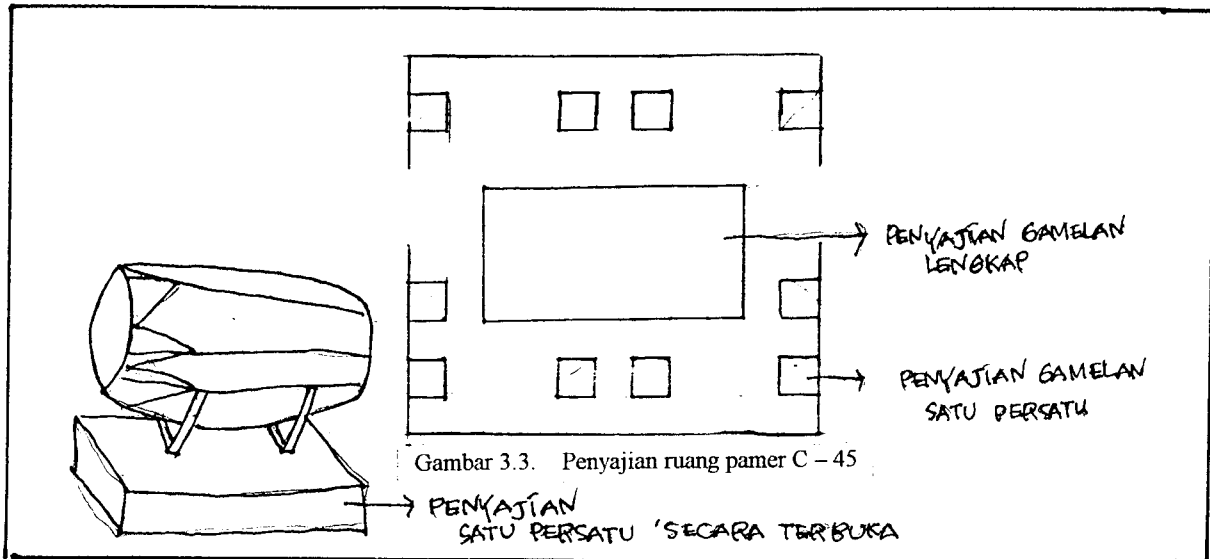 PENYAJIAN GAMELAN
LENGKAP
PENYAJIAN GAMELAN
SATU PERSATU
Gambar 3.3. Penyajian ruang pamer C – 45
PENYAJIAN
SATU PERSATU 'SECARA TERBUKA